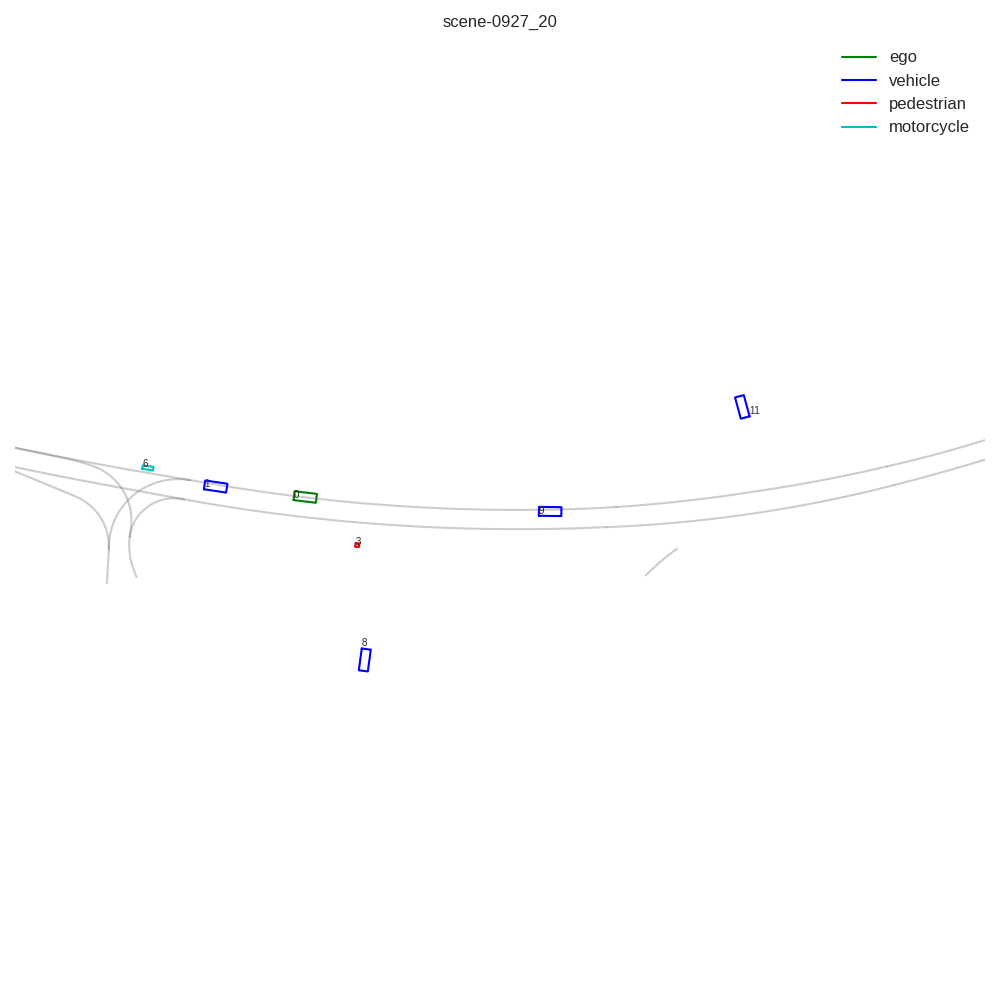 scene-0927_20
ego
vehicle
pedestrian
motorcycle
11
6
1
0
9
3
8